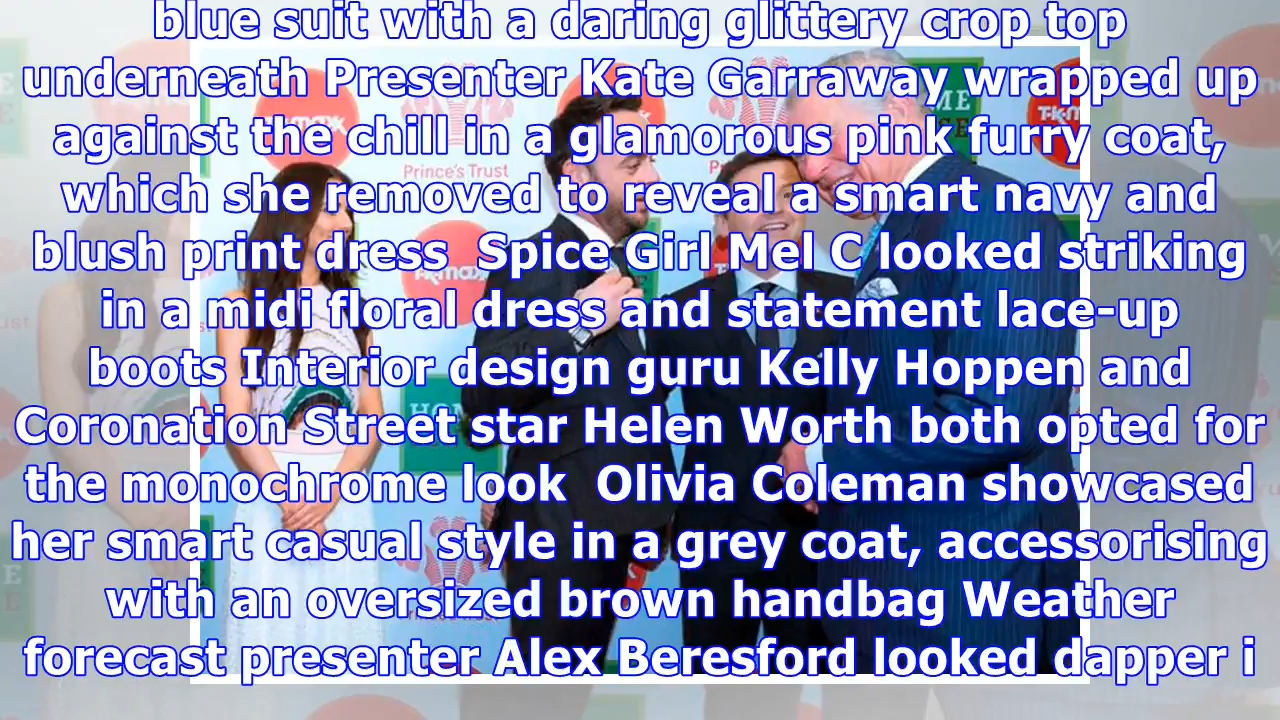 blue suit with a daring glittery crop top
underneath Presenter Kate Garraway wrapped up
against the chill in a glamorous pink furry coat,
which she removed to reveal a smart navy and
blush print dress  Spice Girl Mel C looked striking
in a midi floral dress and statement lace-up
boots Interior design guru Kelly Hoppen and
Coronation Street star Helen Worth both opted for
the monochrome look  Olivia Coleman showcased
her smart casual style in a grey coat, accessorising
with an oversized brown handbag Weather
forecast presenter Alex Beresford looked dapper i
Prince's Trust